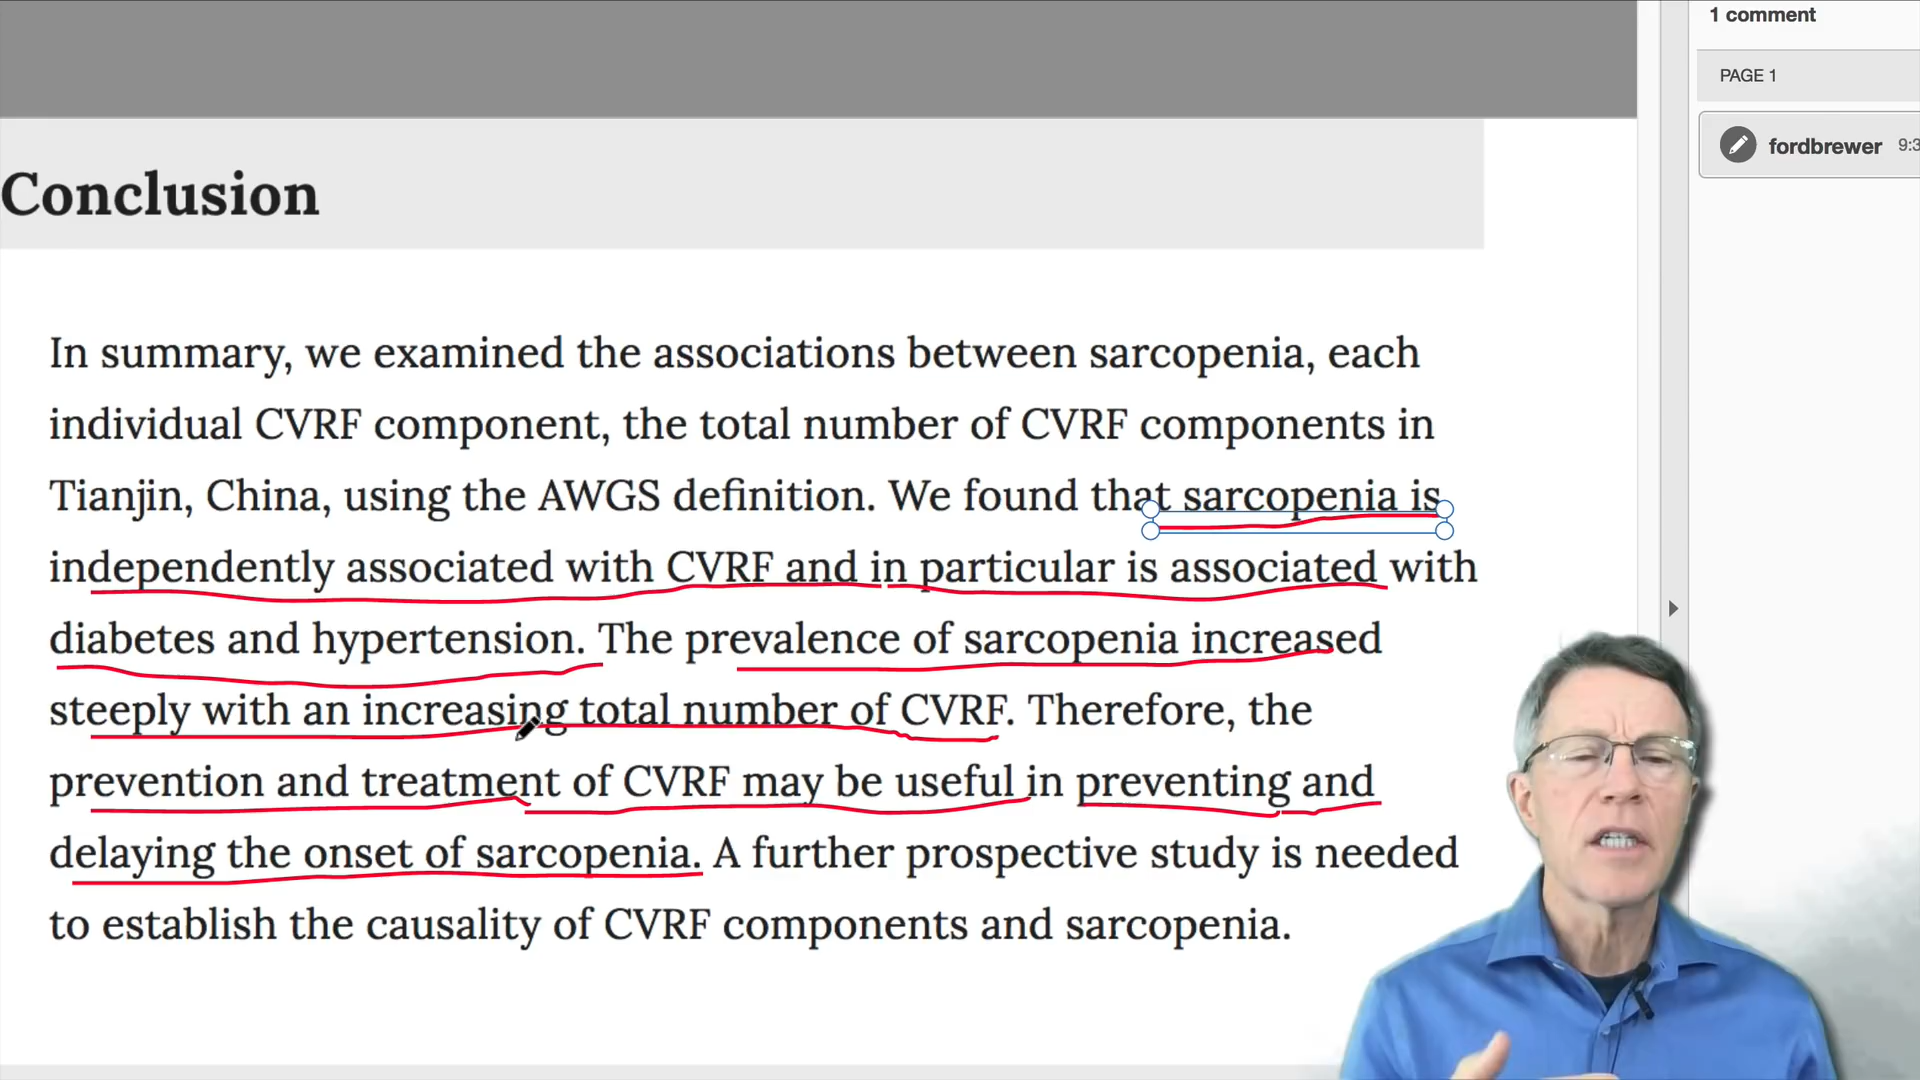 1 comment
PAGE 1
fordbrewer 9:3
Conclusion
In summary, we examined the associations between sarcopenia, each
individual CVRF component, the total number of CVRF components in
Tianjin, China, using the AWGS definition. We found that sarcopenia is
independently associated with CVRF and in particular is associated with
diabetes and hypertension. The prevalence of sarcopenia increased
steeply with an increasing total number of CVRF. Therefore, the
prevention and treatment of CVRF may be useful in preventing and
delaying the onset of sarcopenia. A further prospective study is needed
to establish the causality of CVRF components and sarcopenia.